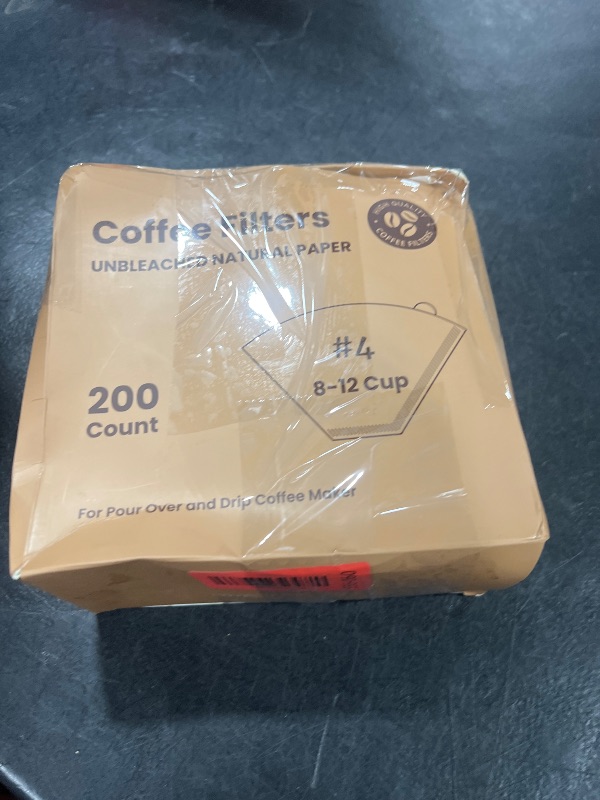 Coffee Filters
UNBLEACHED NATURAL PAPER
HIGH QUALITY
COFFEE FILTERS
#4
8-12 Cup
200
Count
For Pour Over and Drip Coffee Maker